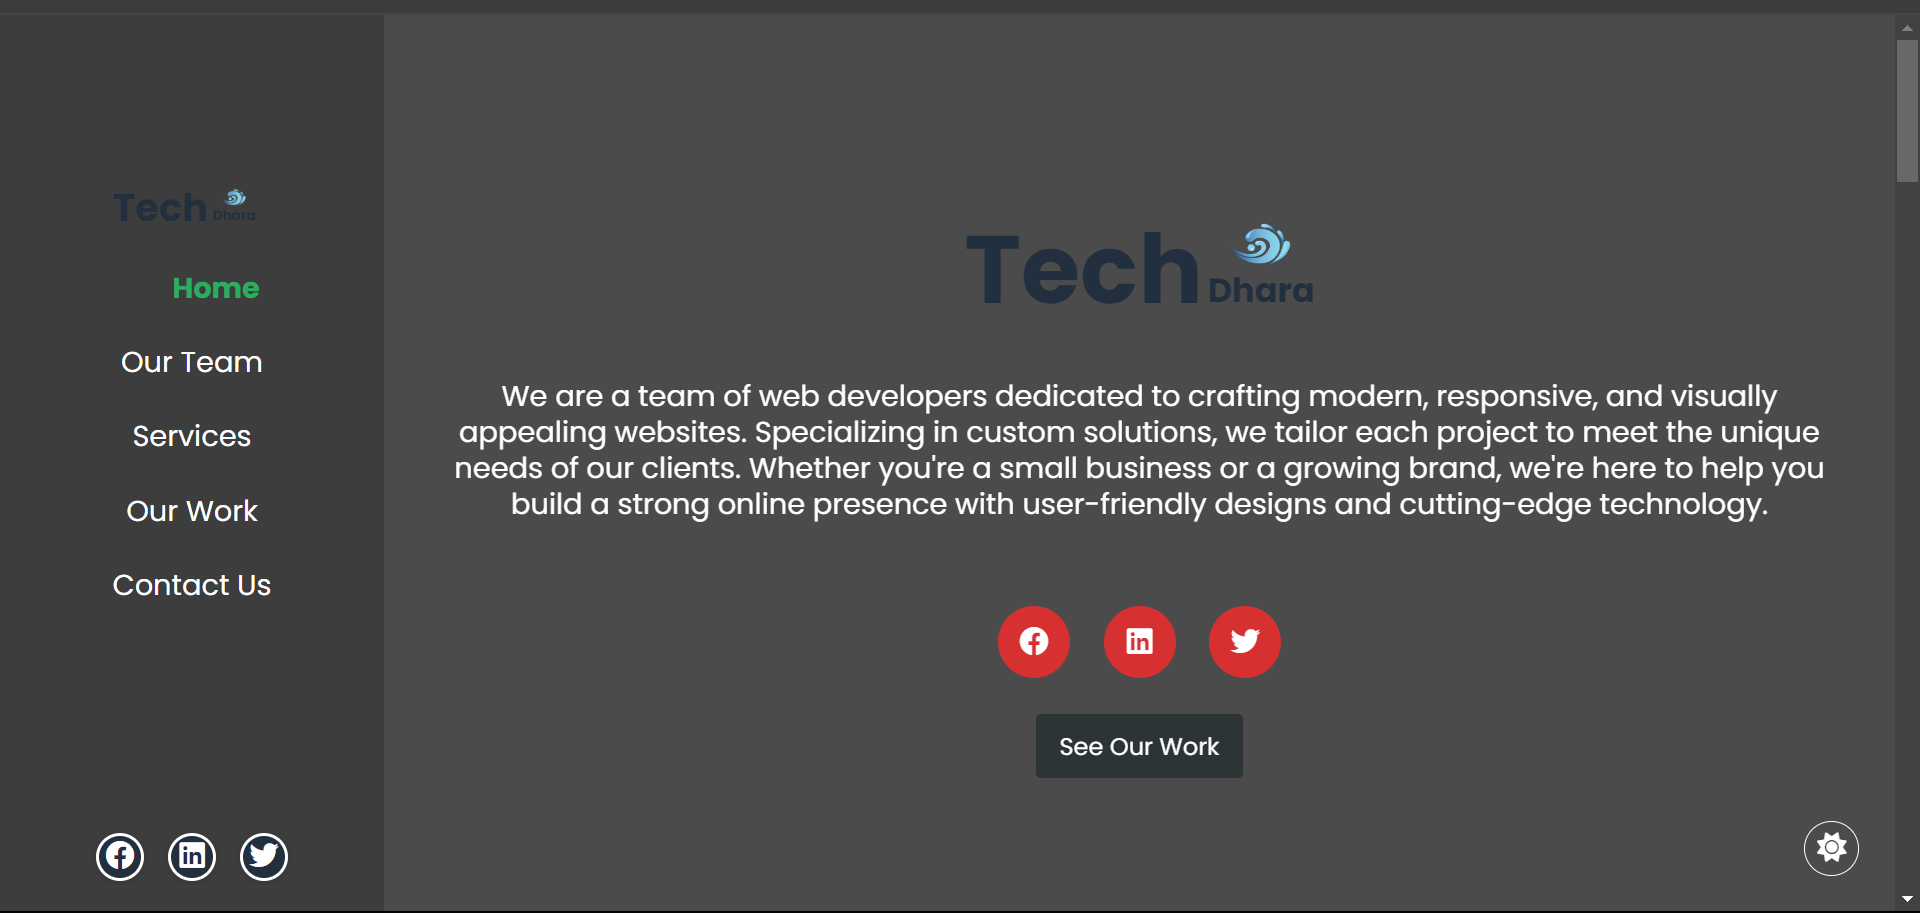 Tech Dhara
Home
Our Team
Services
Our Work
Contact Us
Tech Dhara
We are a team of web developers dedicated to crafting modern, responsive, and visually
appealing websites. Specializing in custom solutions, we tailor each project to meet the unique
needs of our clients. Whether you're a small business or a growing brand, we're here to help you
build a strong online presence with user-friendly designs and cutting-edge technology.
See Our Work